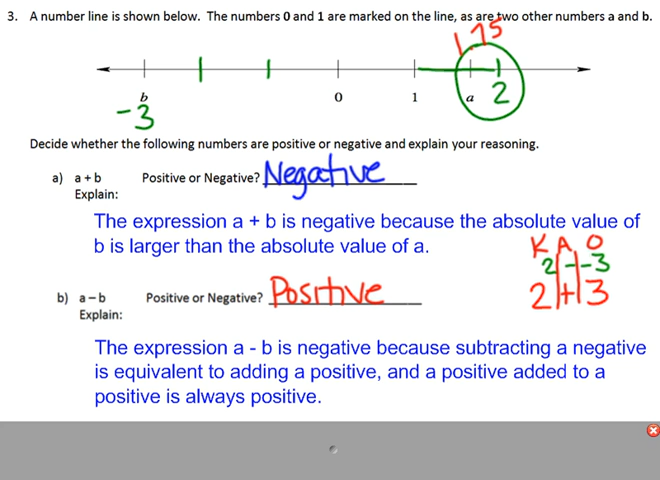 3. A number line is shown below. The numbers 0 and 1 are marked on the line, as are two other numbers a and b.
1.75
b 0 1 a 2
-3
Decide whether the following numbers are positive or negative and explain your reasoning.
a) a + b Positive or Negative? Negative
Explain:
The expression a + b is negative because the absolute value of
b is larger than the absolute value of a.
K A O
2 - -3
2 + 3
b) a – b Positive or Negative? Positive
Explain:
The expression a - b is negative because subtracting a negative
is equivalent to adding a positive, and a positive added to a
positive is always positive.